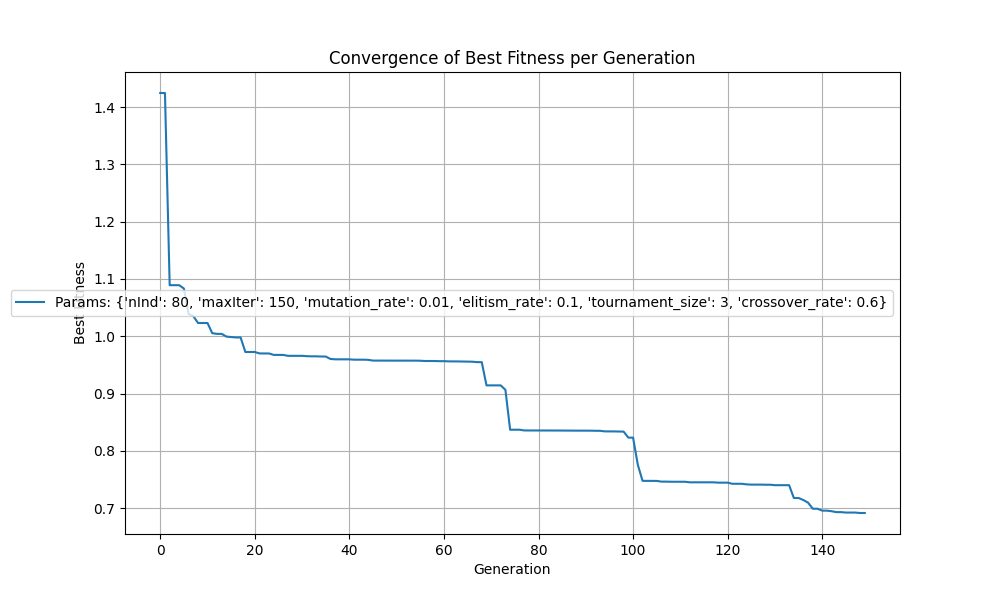 Convergence of Best Fitness per Generation
1.4
1.3
1.2
1.1
1.0
0.9
0.8
0.7
Params: {'nInd': 80, 'maxIter': 150, 'mutation_rate': 0.01, 'elitism_rate': 0.1, 'tournament_size': 3, 'crossover_rate': 0.6}
Best Fitness
0 20 40 60 80 100 120 140
Generation